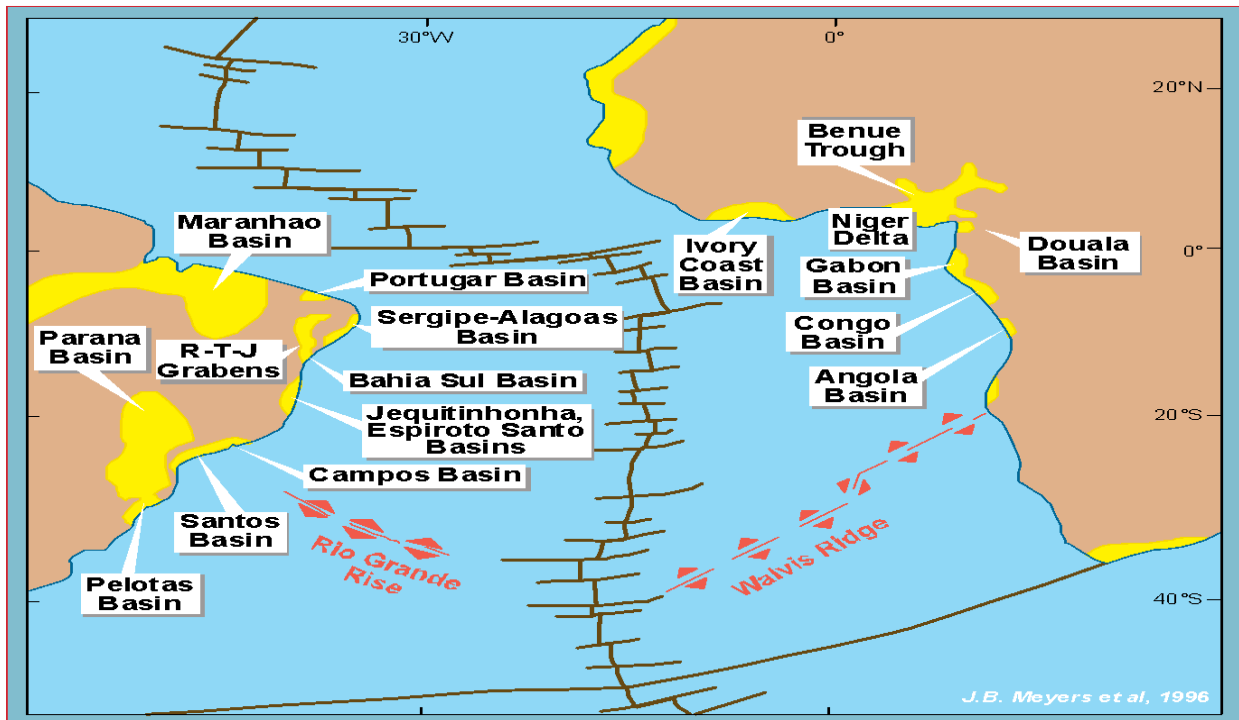 30°W
0°
20°N
Benue
Trough
Maranhao
Basin
Niger
Delta
Ivory
Coast
Basin
Douala
Basin
0°
Gabon
Basin
Portugar Basin
Sergipe-Alagoas
Basin
Congo
Basin
Parana
Basin
R-T-J
Grabens
Bahia Sul Basin
Angola
Basin
Jequitinhonha,
Espiroto Santo
Basins
20°S
Campos Basin
Santos
Basin
Rio Grande
Rise
Walvis Ridge
Pelotas
Basin
40°S
J.B. Meyers et al, 1996